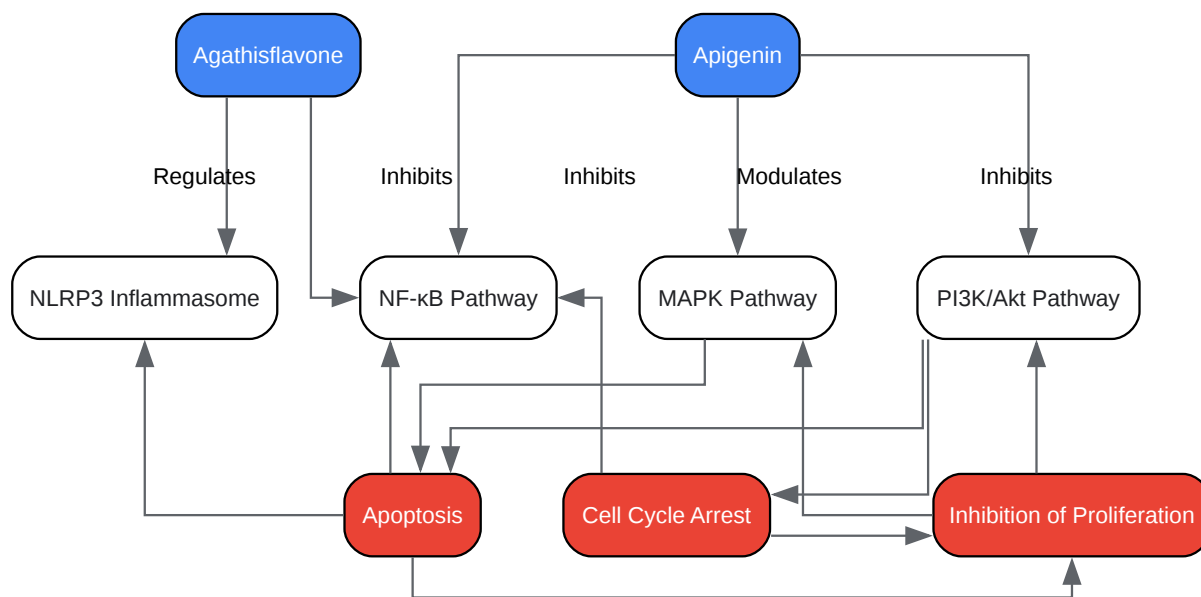 Agathisflavone
Apigenin
Regulates
Inhibits
Inhibits
Modulates
Inhibits
NLRP3 Inflammasome
NF-κB Pathway
MAPK Pathway
PI3K/Akt Pathway
Apoptosis
Cell Cycle Arrest
Inhibition of Proliferation